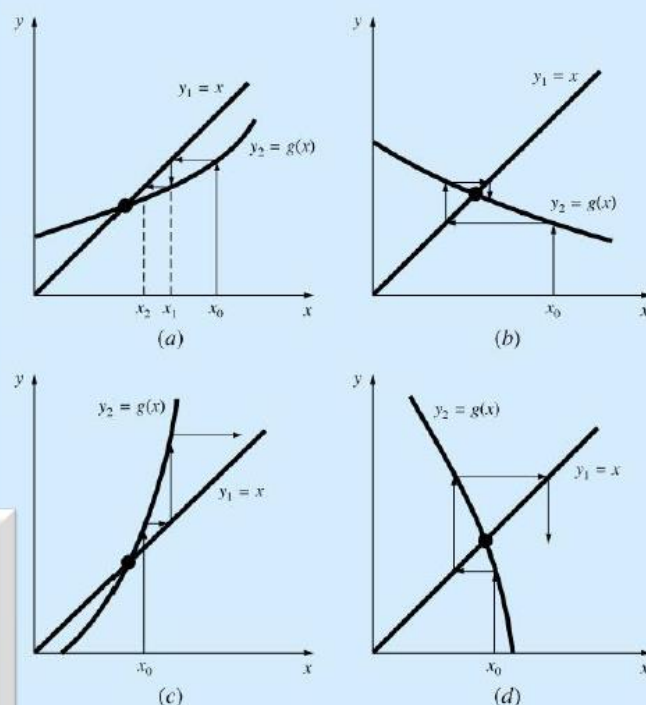 y
y₁ = x
y₂ = g(x)
x₂ x₁ x₀ x
(a)
y
y₁ = x
y₂ = g(x)
x₀ x
(b)
y
y₂ = g(x)
y₁ = x
x₀ x
(c)
y
y₂ = g(x)
y₁ = x
x₀ x
(d)